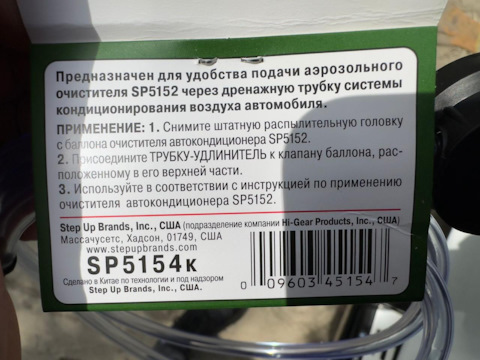 Предназначен для удобства подачи аэрозольного
очистителя SP5152 через дренажную трубку системы
кондиционирования воздуха автомобиля.
ПРИМЕНЕНИЕ: 1. Снимите штатную распылительную головку
с баллона очистителя автокондиционера SP5152.
2. Присоедините ТРУБКУ-УДЛИНИТЕЛЬ к клапану баллона, рас-
положенному в его верхней части.
3. Используйте в соответствии с инструкцией по применению
очистителя автокондиционера SP5152.
Step Up Brands, Inc., США (подразделение компании Hi-Gear Products, Inc., США)
Массачусетс, Хадсон, 01749, США
www.stepupbrands.com
SP5154к
Сделано в Китае по технологии и под надзором
Step Up Brands, Inc., США.
0 09603 45154 7